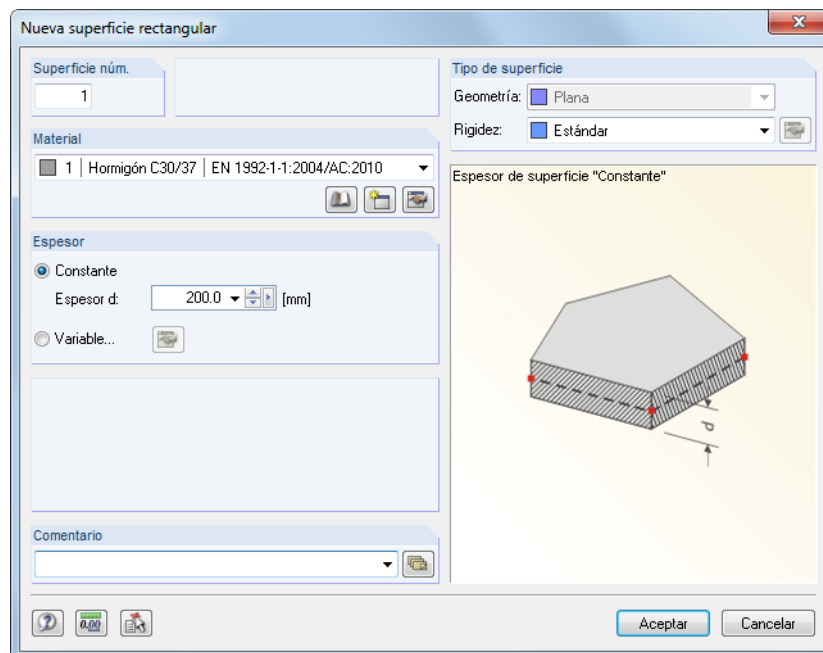 Nueva superficie rectangular
Superficie núm.
1
Material
1 Hormigón C30/37 EN 1992-1-1:2004/AC:2010
Espesor
Constante
Espesor d: 200.0 [mm]
Variable...
Comentario
Tipo de superficie
Geometría: Plana
Rigidez: Estándar
Espesor de superficie "Constante"
d
0.00
Aceptar Cancelar